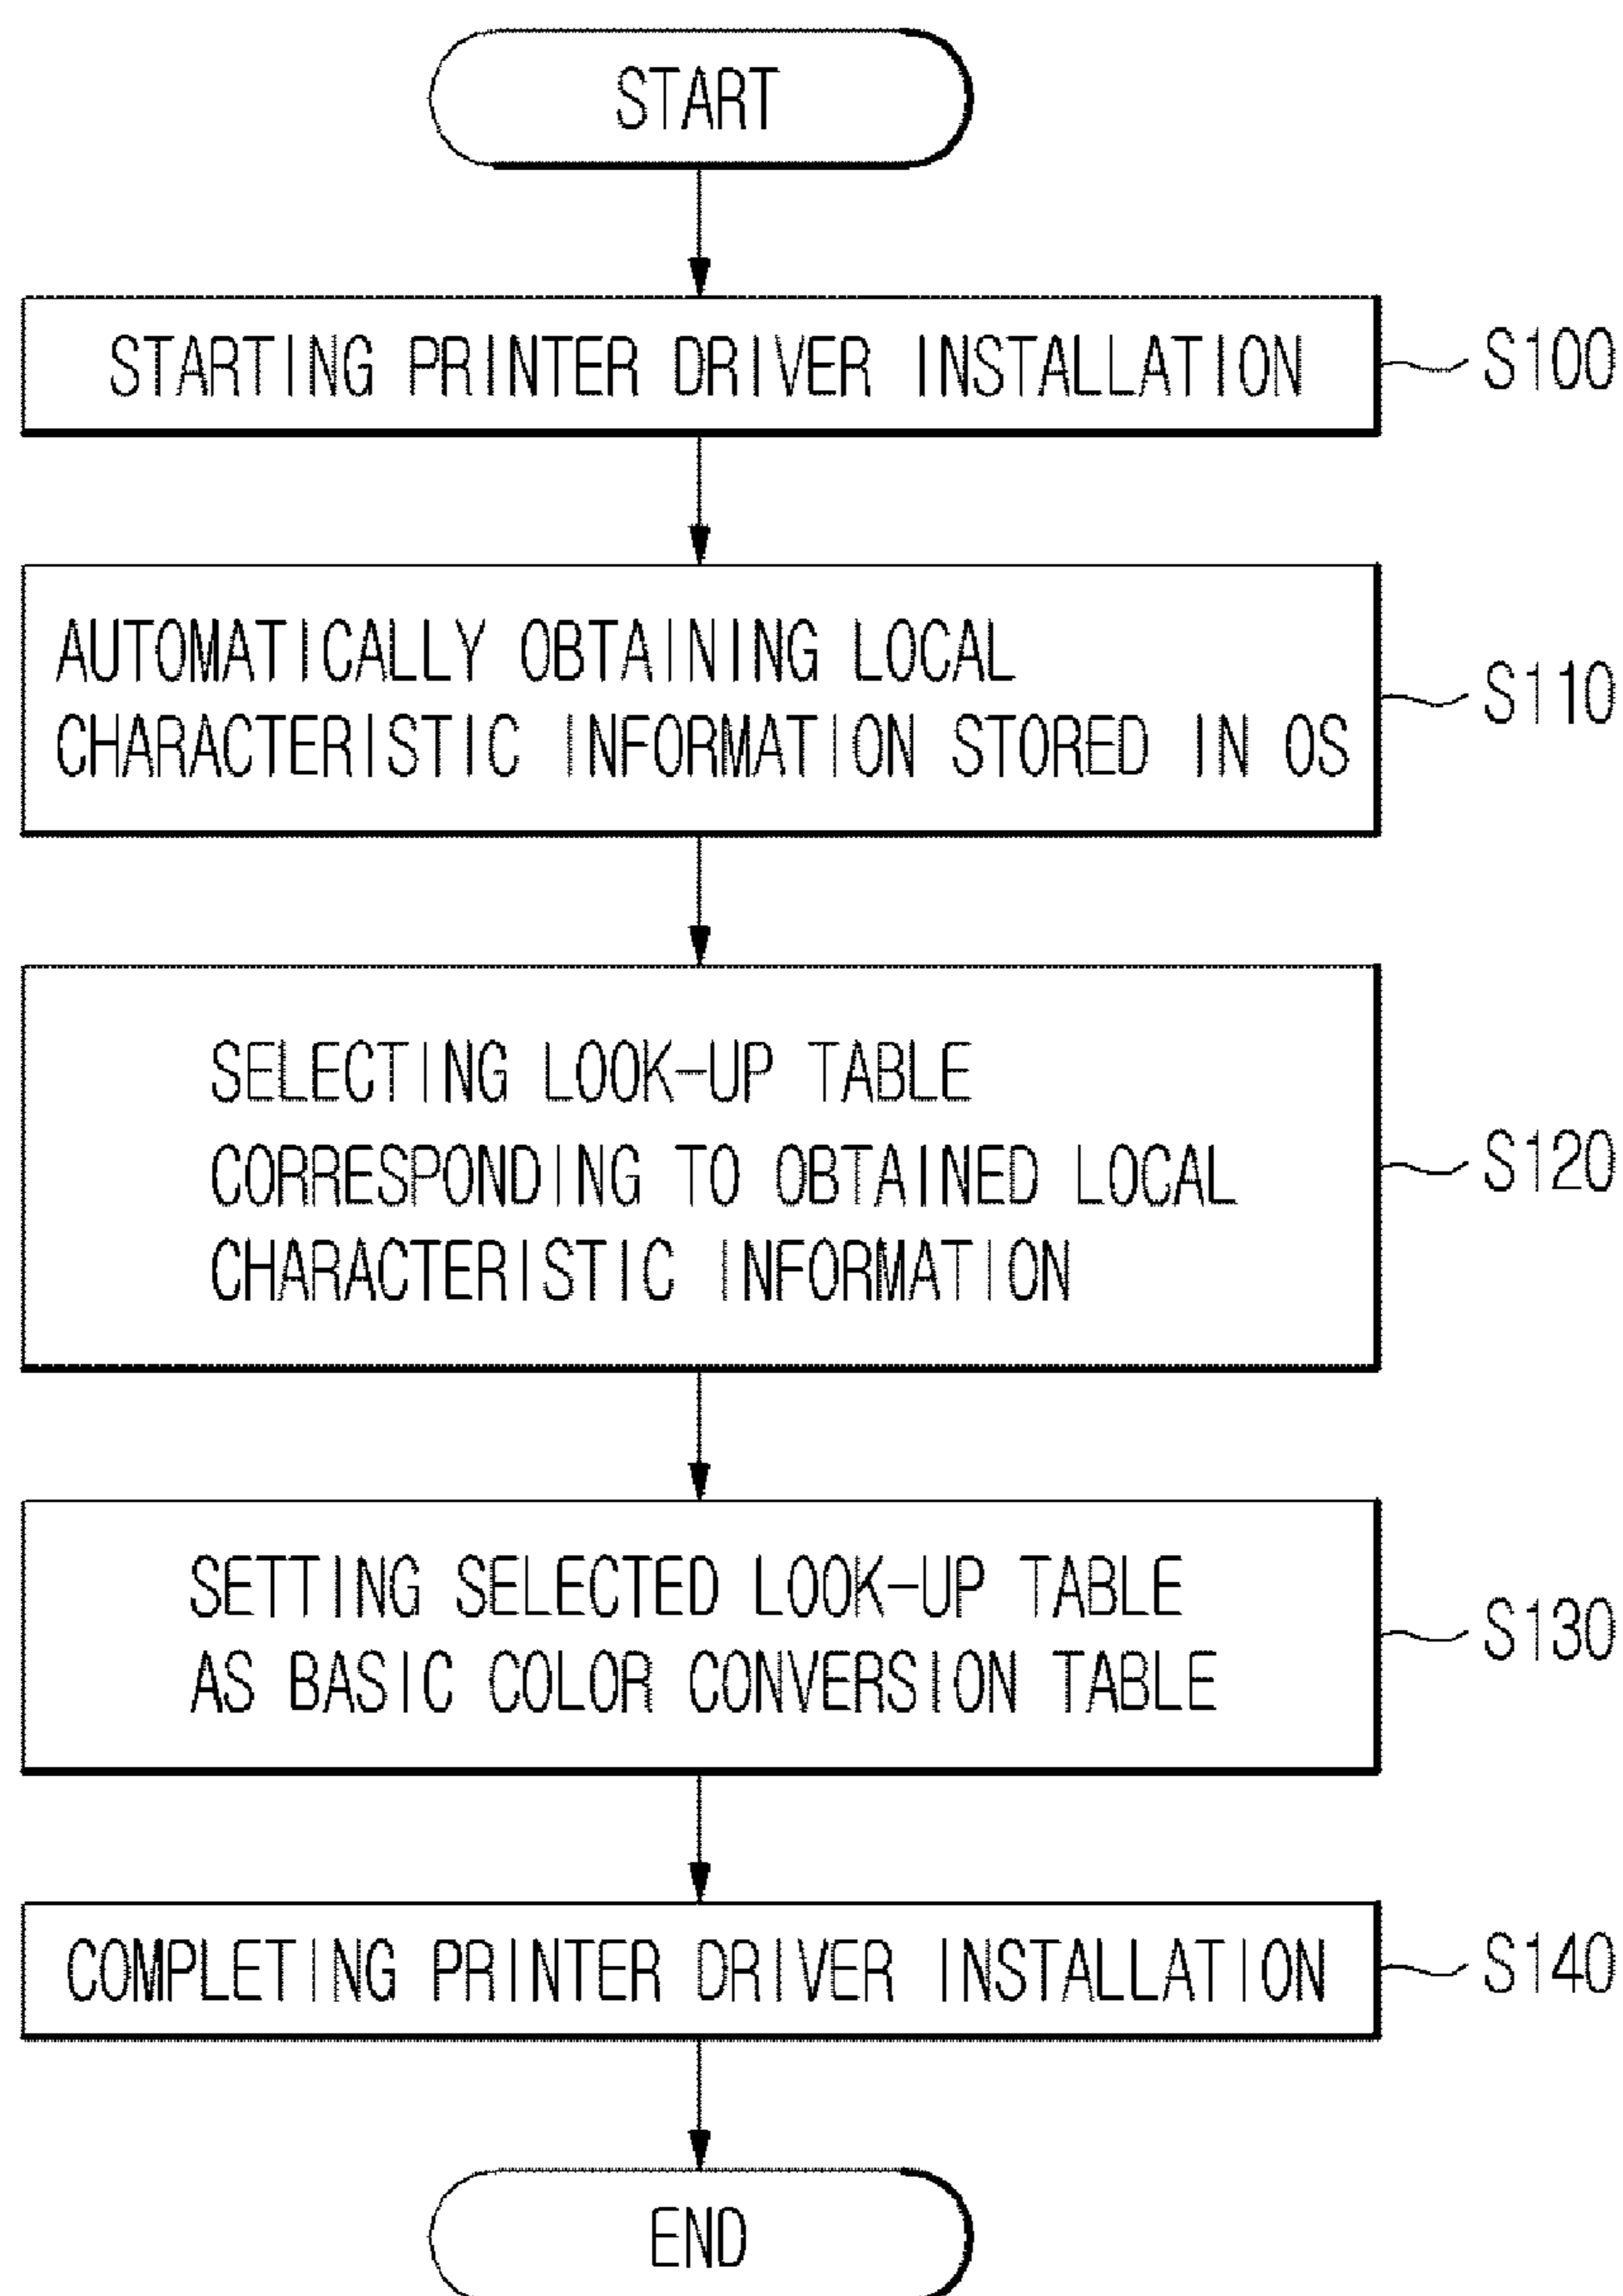 START
STARTING PRINTER DRIVER INSTALLATION
S100
AUTOMATICALLY OBTAINING LOCAL
CHARACTERISTIC INFORMATION STORED IN OS
S110
SELECTING LOOK-UP TABLE
CORRESPONDING TO OBTAINED LOCAL
CHARACTERISTIC INFORMATION
S120
SETTING SELECTED LOOK-UP TABLE
AS BASIC COLOR CONVERSION TABLE
S130
COMPLETING PRINTER DRIVER INSTALLATION
S140
END